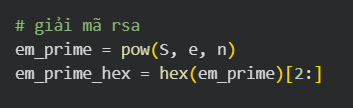 # giải mã rsa
em_prime = pow(S, e, n)
em_prime_hex = hex(em_prime)[2:]